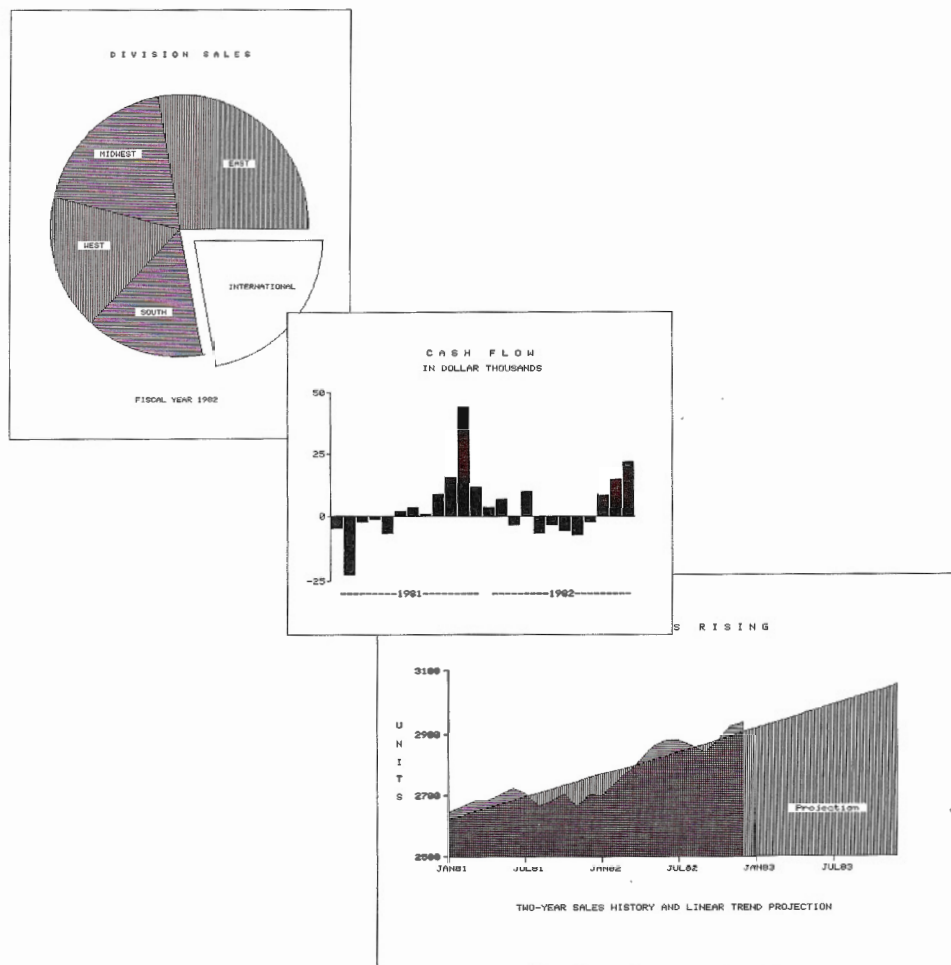 DIVISION SALES
MIDWEST
EAST
WEST
INTERNATIONAL
SOUTH
FISCAL YEAR 1982
CASH FLOW
IN DOLLAR THOUSANDS
50
25
0
-25
1981
1982
S RISING
3100
UNITS
2900
2700
Projection
2500
JAN81 JUL81 JAN82 JUL82 JAN83 JUL83
TWO-YEAR SALES HISTORY AND LINEAR TREND PROJECTION